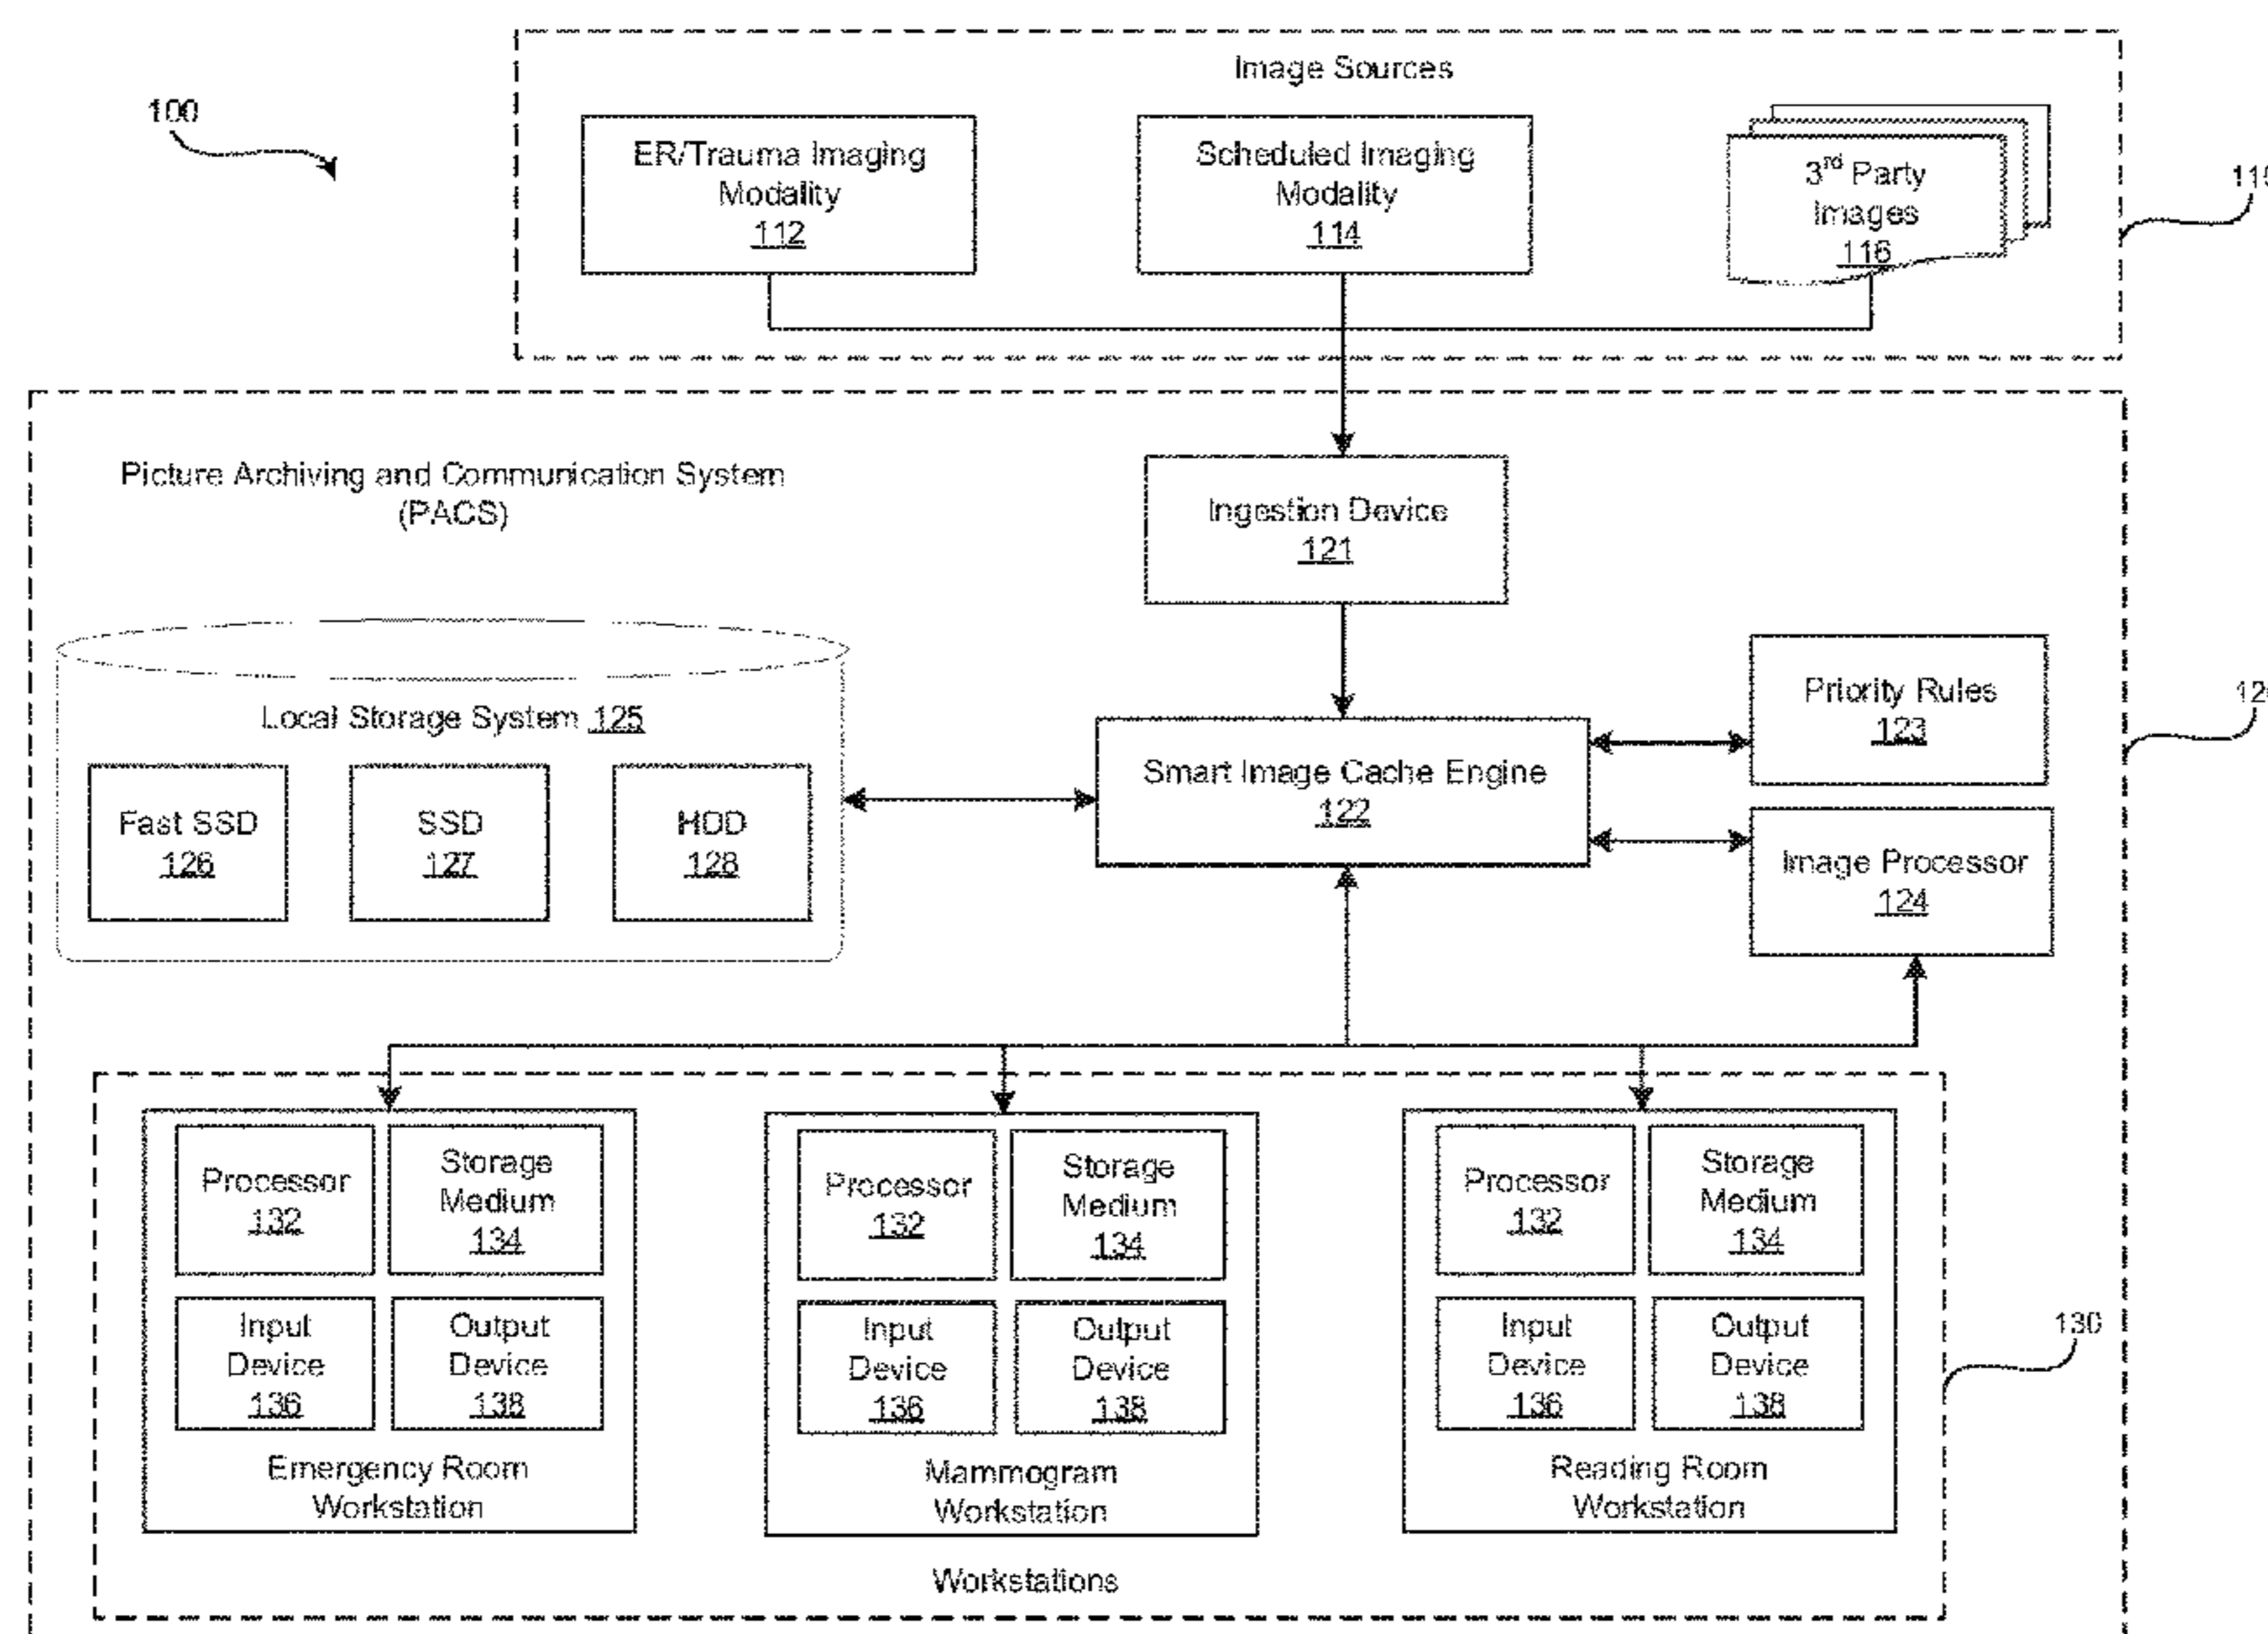 Image Sources
100
ER/Trauma Imaging
Modality
112
Scheduled Imaging
Modality
114
3rd Party
Images
116
Picture Archiving and Communication System
(PACS)
Ingestion Device
121
Local Storage System 125
Fast SSD
126
SSD
127
HDD
128
Smart Image Cache Engine
122
Priority Rules
123
Image Processor
124
Processor
132
Storage
Medium
134
Input
Device
136
Output
Device
138
Emergency Room
Workstation
Processor
132
Storage
Medium
134
Input
Device
136
Output
Device
138
Mammogram
Workstation
Processor
132
Storage
Medium
134
Input
Device
136
Output
Device
138
Reading Room
Workstation
130
Workstations